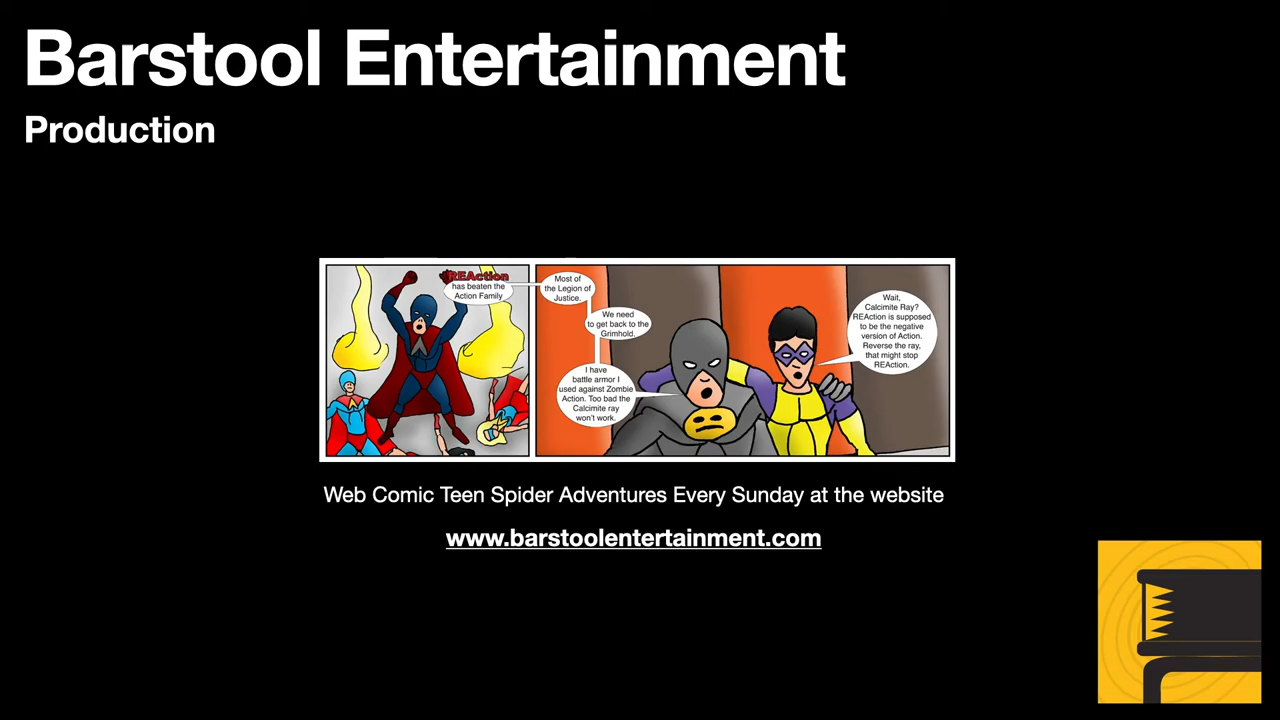 Barstool Entertainment
Production
REAction
has beaten the
Action Family
Most of
the Legion of
Justice.
We need
to get back to the
Grimhold.
I have
battle armor I
used against Zombie
Action. Too bad the
Calcimite ray
won't work.
Wait,
Calcimite Ray?
REAction is supposed
to be the negative
version of Action.
Reverse the ray,
that might stop
REAction.
Web Comic Teen Spider Adventures Every Sunday at the website
www.barstoolentertainment.com